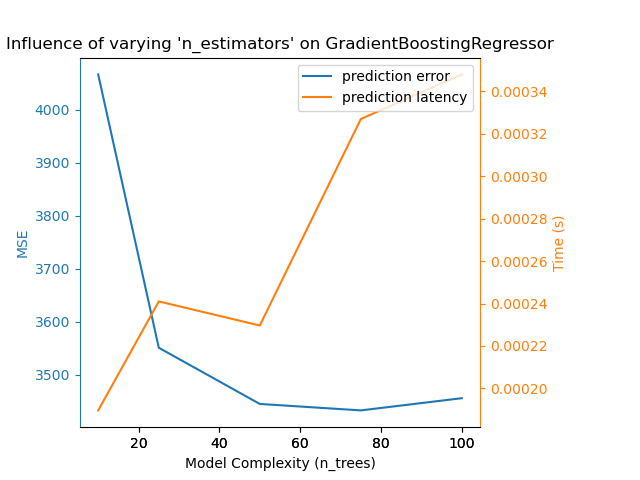 Influence of varying 'n_estimators' on GradientBoostingRegressor
prediction error
prediction latency
MSE
4000
3900
3800
3700
3600
3500
0.00034
0.00032
0.00030
0.00028
0.00026
0.00024
0.00022
0.00020
Time (s)
20 40 60 80 100
Model Complexity (n_trees)